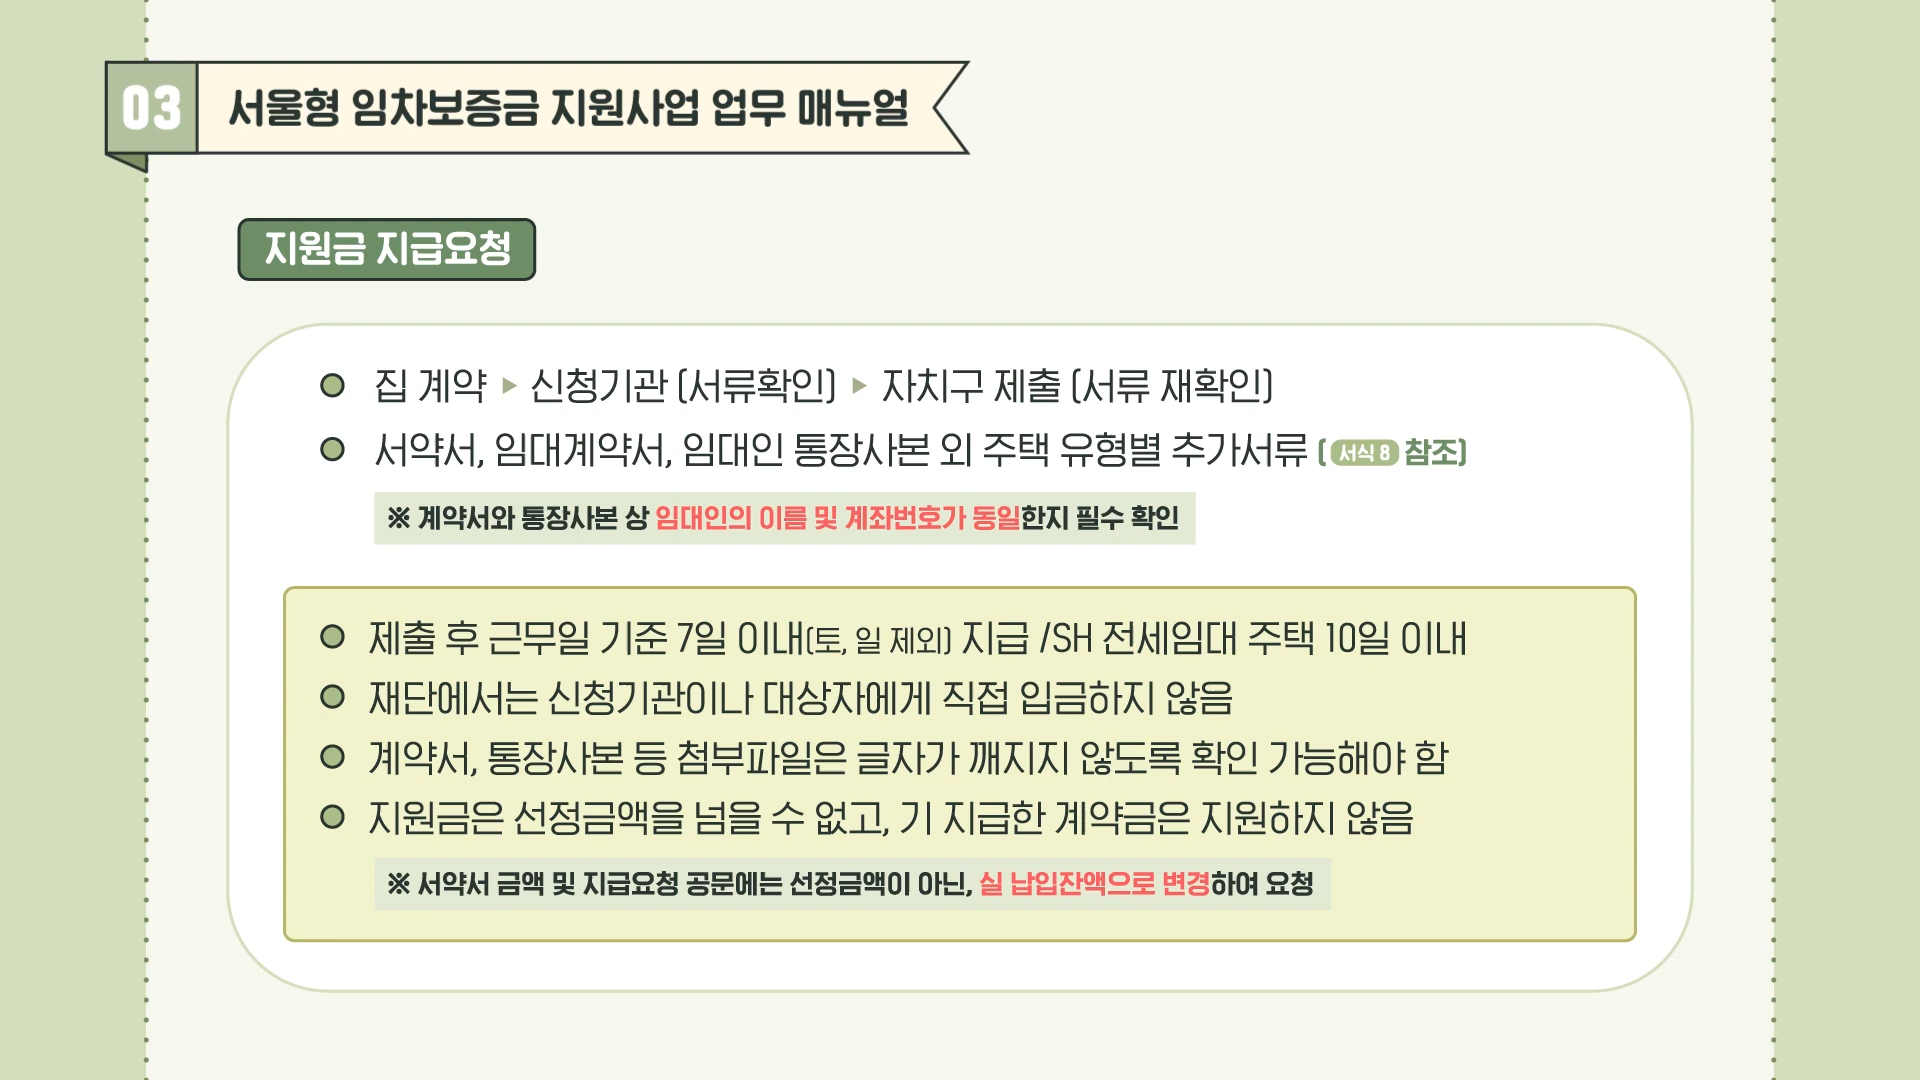 03 서울형 임차보증금 지원사업 업무 매뉴얼
지원금 지급요청
집 계약 ▶ 신청기관 (서류확인) ▶ 자치구 제출 (서류 재확인)
서약서, 임대계약서, 임대인 통장사본 외 주택 유형별 추가서류 (서식 8 참조)
※ 계약서와 통장사본 상 임대인의 이름 및 계좌번호가 동일한지 필수 확인
제출 후 근무일 기준 7일 이내(토, 일 제외) 지급 /SH 전세임대 주택 10일 이내
재단에서는 신청기관이나 대상자에게 직접 입금하지 않음
계약서, 통장사본 등 첨부파일은 글자가 깨지지 않도록 확인 가능해야 함
지원금은 선정금액을 넘을 수 없고, 기 지급한 계약금은 지원하지 않음
※ 서약서 금액 및 지급요청 공문에는 선정금액이 아닌, 실 납입잔액으로 변경하여 요청